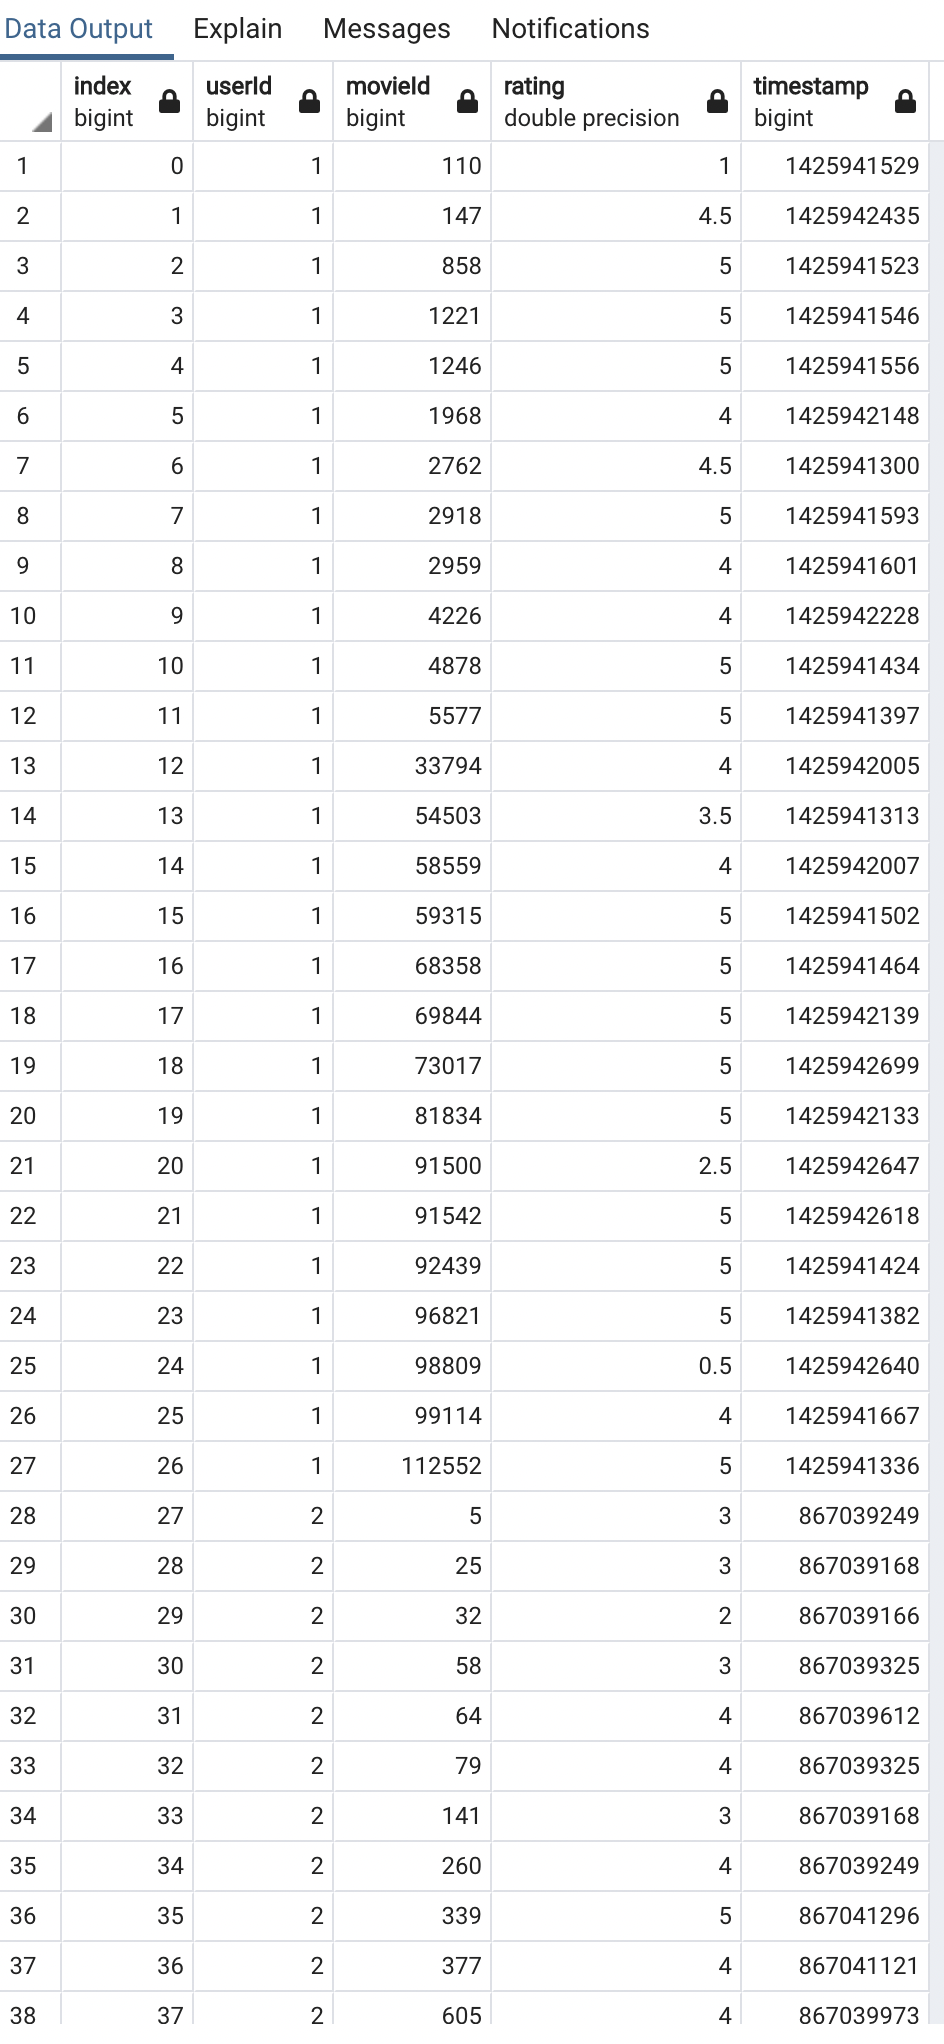 Data Output Explain Messages Notifications
index userId movieId rating timestamp
bigint bigint bigint double precision bigint
1 0 1 110 1 1425941529
2 1 1 147 4.5 1425942435
3 2 1 858 5 1425941523
4 3 1 1221 5 1425941546
5 4 1 1246 5 1425941556
6 5 1 1968 4 1425942148
7 6 1 2762 4.5 1425941300
8 7 1 2918 5 1425941593
9 8 1 2959 4 1425941601
10 9 1 4226 4 1425942228
11 10 1 4878 5 1425941434
12 11 1 5577 5 1425941397
13 12 1 33794 4 1425942005
14 13 1 54503 3.5 1425941313
15 14 1 58559 4 1425942007
16 15 1 59315 5 1425941502
17 16 1 68358 5 1425941464
18 17 1 69844 5 1425942139
19 18 1 73017 5 1425942699
20 19 1 81834 5 1425942133
21 20 1 91500 2.5 1425942647
22 21 1 91542 5 1425942618
23 22 1 92439 5 1425941424
24 23 1 96821 5 1425941382
25 24 1 98809 0.5 1425942640
26 25 1 99114 4 1425941667
27 26 1 112552 5 1425941336
28 27 2 5 3 867039249
29 28 2 25 3 867039168
30 29 2 32 2 867039166
31 30 2 58 3 867039325
32 31 2 64 4 867039612
33 32 2 79 4 867039325
34 33 2 141 3 867039168
35 34 2 260 4 867039249
36 35 2 339 5 867041296
37 36 2 377 4 867041121
38 37 2 605 4 867039973